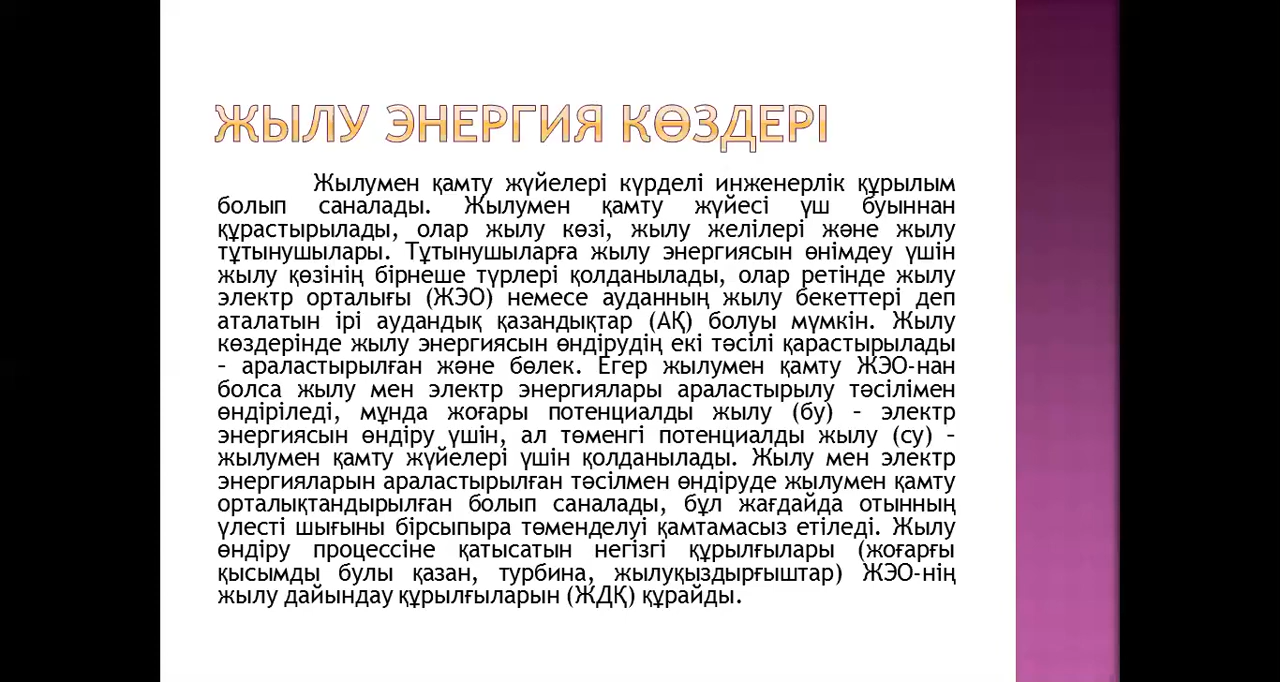 ЖЫЛУ ЭНЕРГИЯ КӨЗДЕРІ
Жылумен қамту жүйелері күрделі инженерлік құрылым
болып саналады. Жылумен қамту жүйесі үш буыннан
құрастырылады, олар жылу көзі, жылу желілері және жылу
тұтынушылары. Тұтынушыларға жылу энергиясын өнімдеу үшін
жылу қөзінің бірнеше түрлері қолданылады, олар ретінде жылу
электр орталығы (ЖЭО) немесе ауданның жылу бекеттері деп
аталатын ірі аудандық қазандықтар (АҚ) болуы мүмкін. Жылу
көздерінде жылу энергиясын өндірудің екі тәсілі қарастырылады
– араластырылған және бөлек. Егер жылумен қамту ЖЭО-нан
болса жылу мен электр энергиялары араластырылу тәсілімен
өндіріледі, мұнда жоғары потенциалды жылу (бу) – электр
энергиясын өндіру үшін, ал төменгі потенциалды жылу (су) –
жылумен қамту жүйелері үшін қолданылады. Жылу мен электр
энергияларын араластырылған тәсілмен өндіруде жылумен қамту
орталықтандырылған болып саналады, бұл жағдайда отынның
үлесті шығыны бірсыпыра төменделуі қамтамасыз етіледі. Жылу
өндіру процессіне қатысатын негізгі құрылғылары (жоғарғы
қысымды булы қазан, турбина, жылуқыздырғыштар) ЖЭО-нің
жылу дайындау құрылғыларын (ЖДҚ) құрайды.